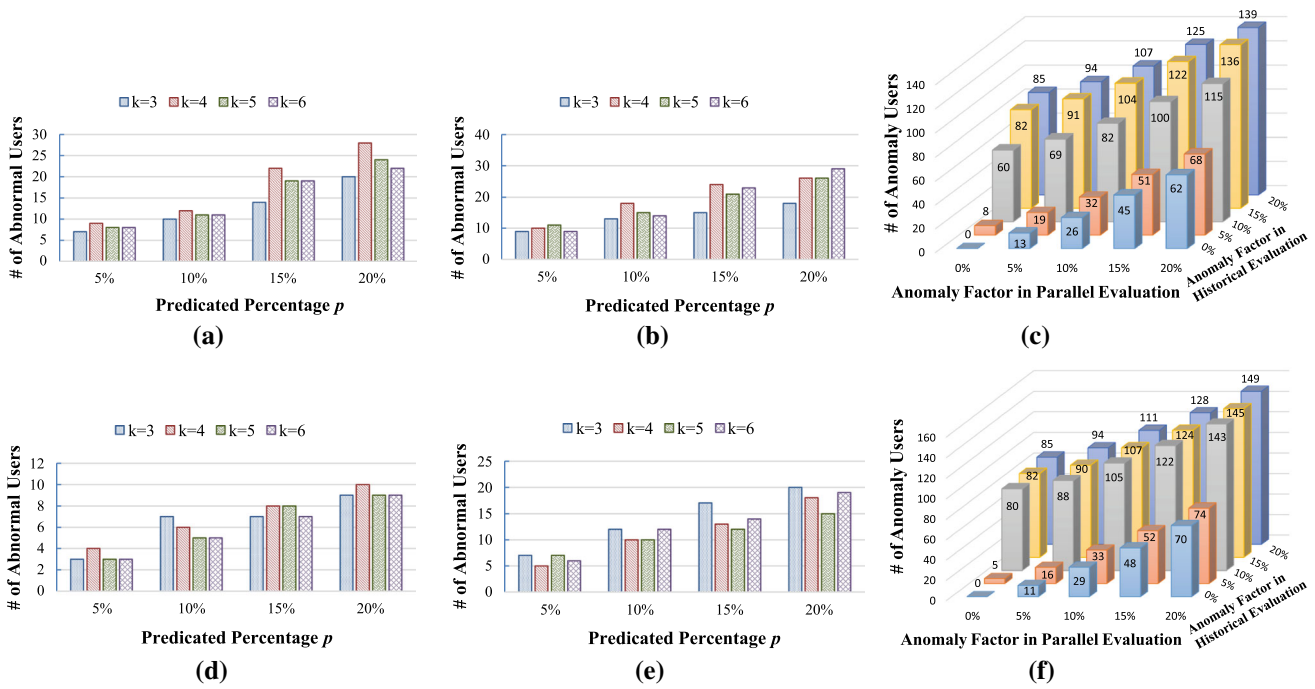 k=3 k=4 k=5 k=6
# of Abnormal Users
30
25
20
15
10
5
0
5% 10% 15% 20%
Predicated Percentage p
(a)
k=3 k=4 k=5 k=6
# of Abnormal Users
40
30
20
10
0
5% 10% 15% 20%
Predicated Percentage p
(b)
# of Anomaly Users
140
120
100
80
60
40
20
0
85 94 107 125 139
82 91 104 122 136
60 69 82 100 115
8 19 32 51 68
0 13 26 45 62
0% 5% 10% 15% 20%
Anomaly Factor in Parallel Evaluation
20%
15%
10%
5%
0%
Anomaly Factor in
Historical Evaluation
(c)
k=3 k=4 k=5 k=6
# of Abnormal Users
12
10
8
6
4
2
0
5% 10% 15% 20%
Predicated Percentage p
(d)
k=3 k=4 k=5 k=6
# of Abnormal Users
25
20
15
10
5
0
5% 10% 15% 20%
Predicated Percentage p
(e)
# of Anomaly Users
160
140
120
100
80
60
40
20
0
85 94 111 128 149
82 90 107 124 145
80 88 105 122 143
5 16 33 52 74
0 11 29 48 70
0% 5% 10% 15% 20%
Anomaly Factor in Parallel Evaluation
20%
15%
10%
5%
0%
Anomaly Factor in
Historical Evaluation
(f)